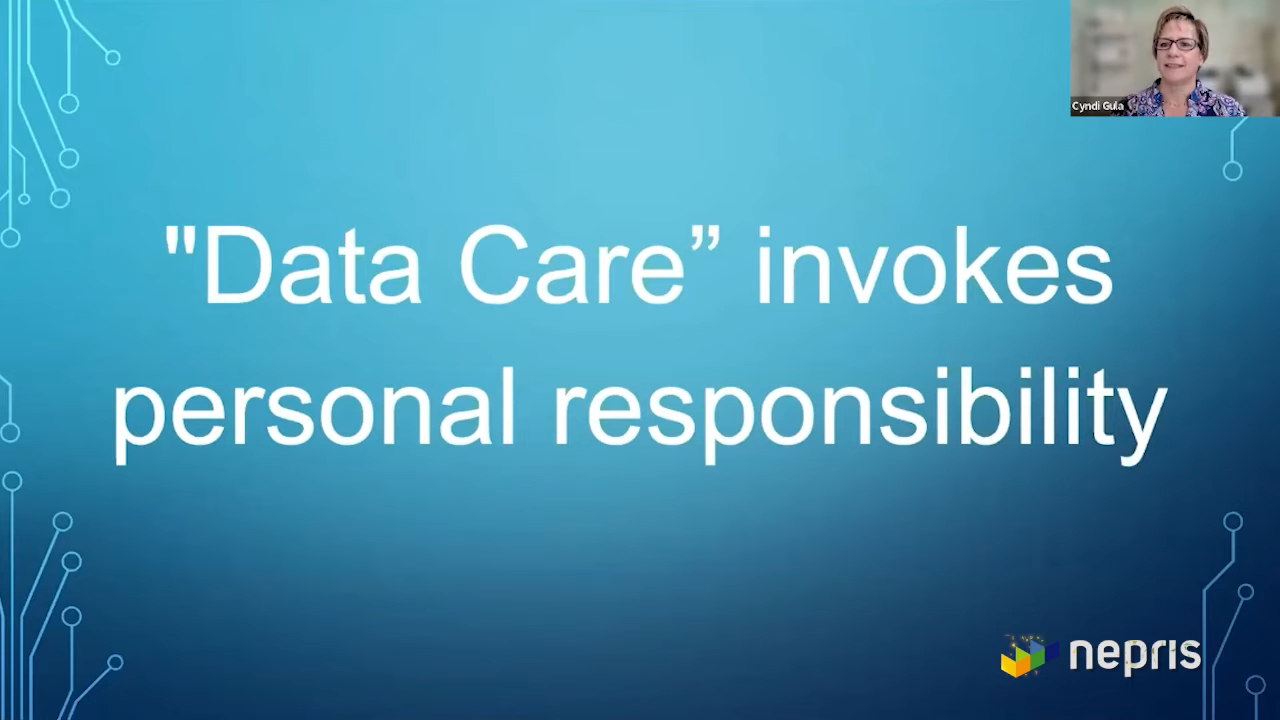 Cyndi Gula
"Data Care” invokes
personal responsibility
nepris